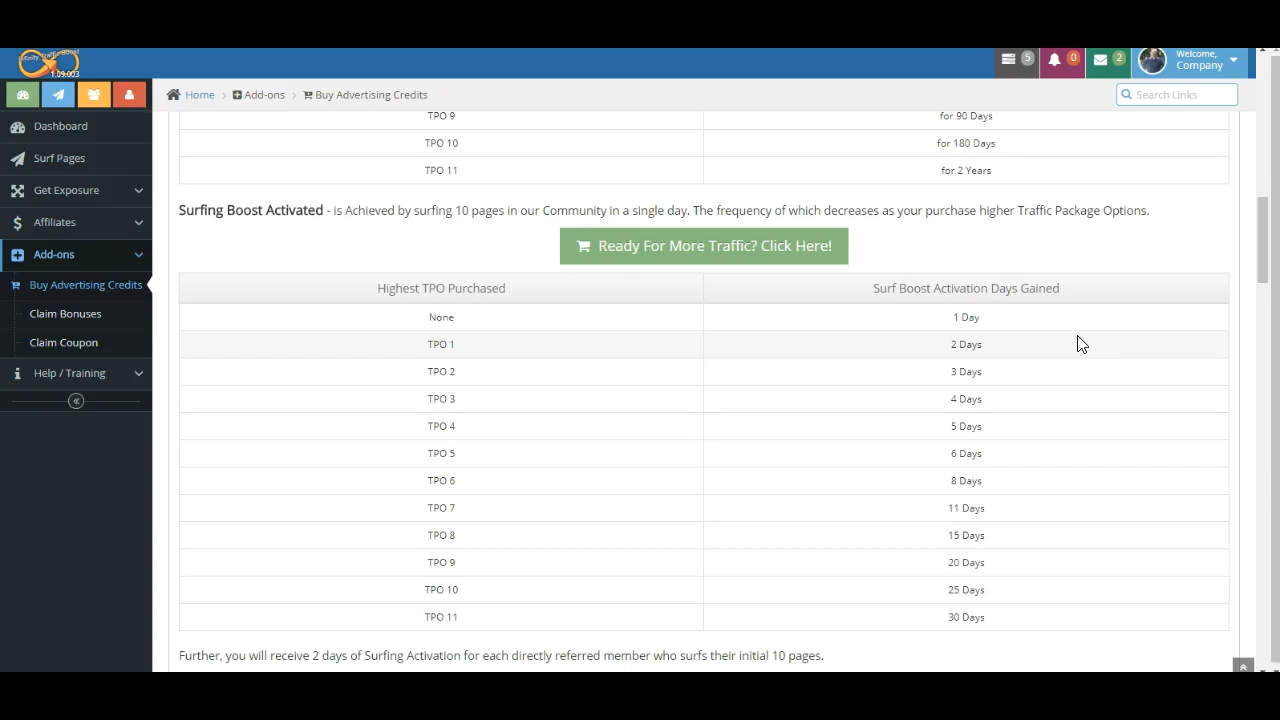 Infinity Traffic Boost
1.09.003
5
0
2
Welcome,
Company
Home
Add-ons
Buy Advertising Credits
Search Links
Dashboard
Surf Pages
Get Exposure
Affiliates
Add-ons
Buy Advertising Credits
Claim Bonuses
Claim Coupon
Help / Training
TPO 9 for 90 Days
TPO 10 for 180 Days
TPO 11 for 2 Years
Surfing Boost Activated - is Achieved by surfing 10 pages in our Community in a single day. The frequency of which decreases as your purchase higher Traffic Package Options.
Ready For More Traffic? Click Here!
Highest TPO Purchased Surf Boost Activation Days Gained
None 1 Day
TPO 1 2 Days
TPO 2 3 Days
TPO 3 4 Days
TPO 4 5 Days
TPO 5 6 Days
TPO 6 8 Days
TPO 7 11 Days
TPO 8 15 Days
TPO 9 20 Days
TPO 10 25 Days
TPO 11 30 Days
Further, you will receive 2 days of Surfing Activation for each directly referred member who surfs their initial 10 pages.